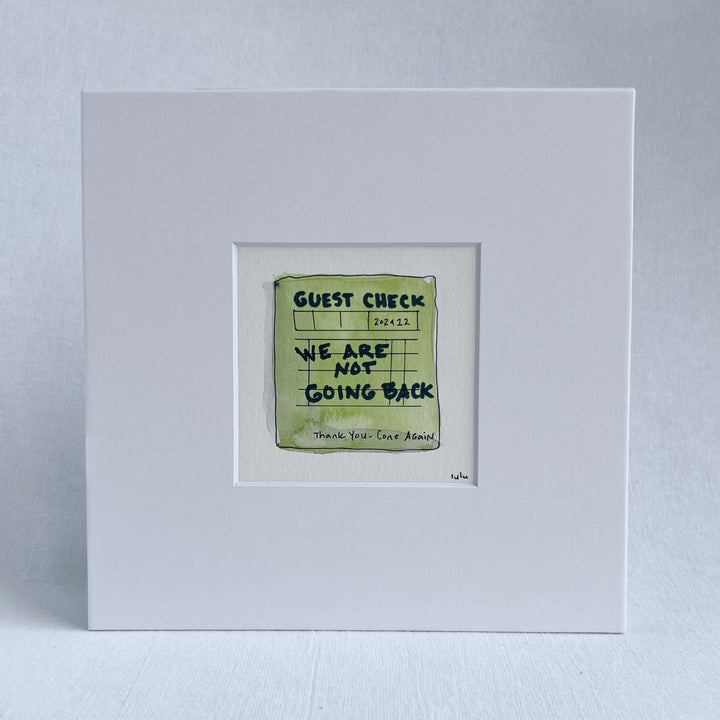 GUEST CHECK
202412
WE ARE
NOT
GOING BACK
Thank You - Come Again
lulu